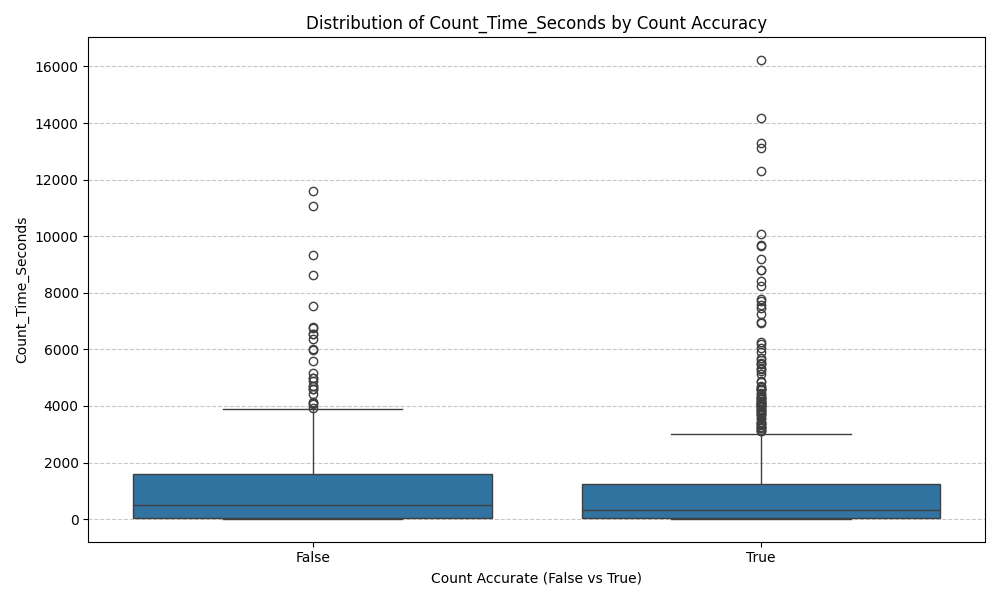 Distribution of Count_Time_Seconds by Count Accuracy
Count_Time_Seconds
16000
14000
12000
10000
8000
6000
4000
2000
0
False
True
Count Accurate (False vs True)